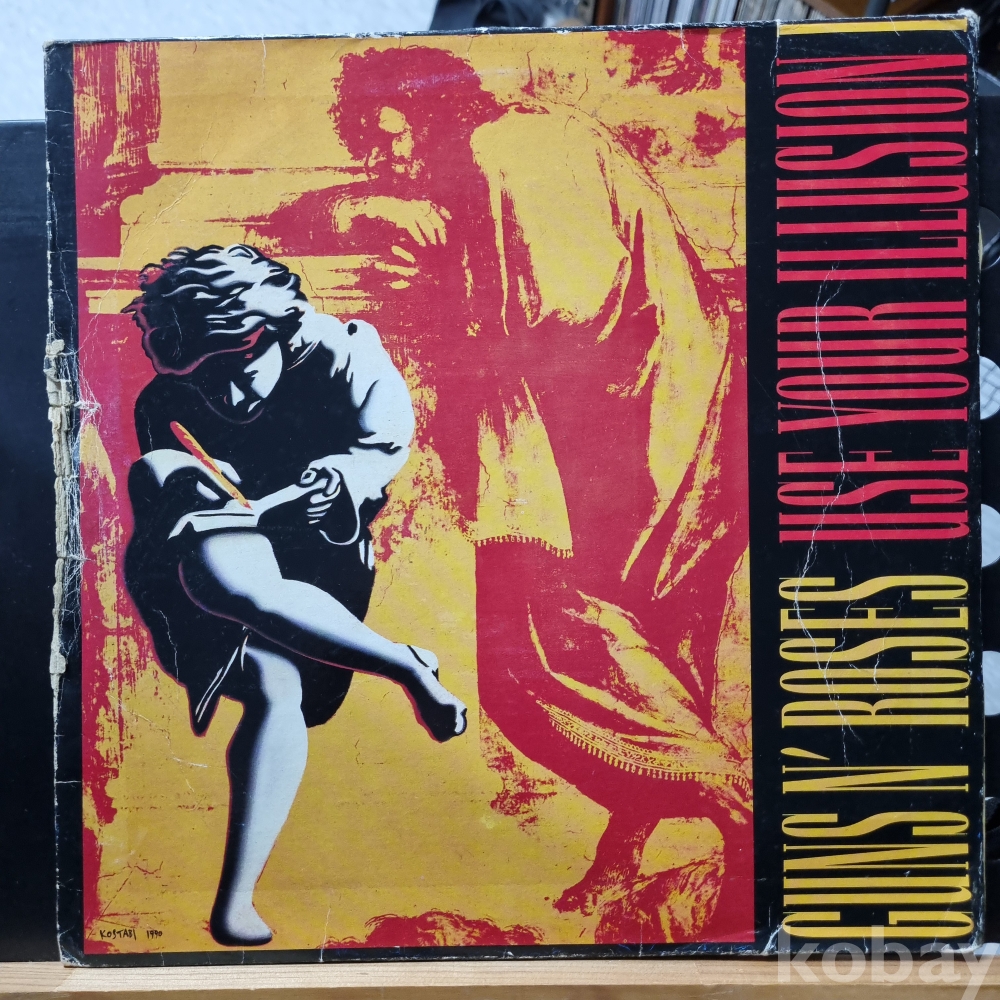 GUNS N' ROSES USE YOUR ILLUSION I
KOSTABI 1990
kobay